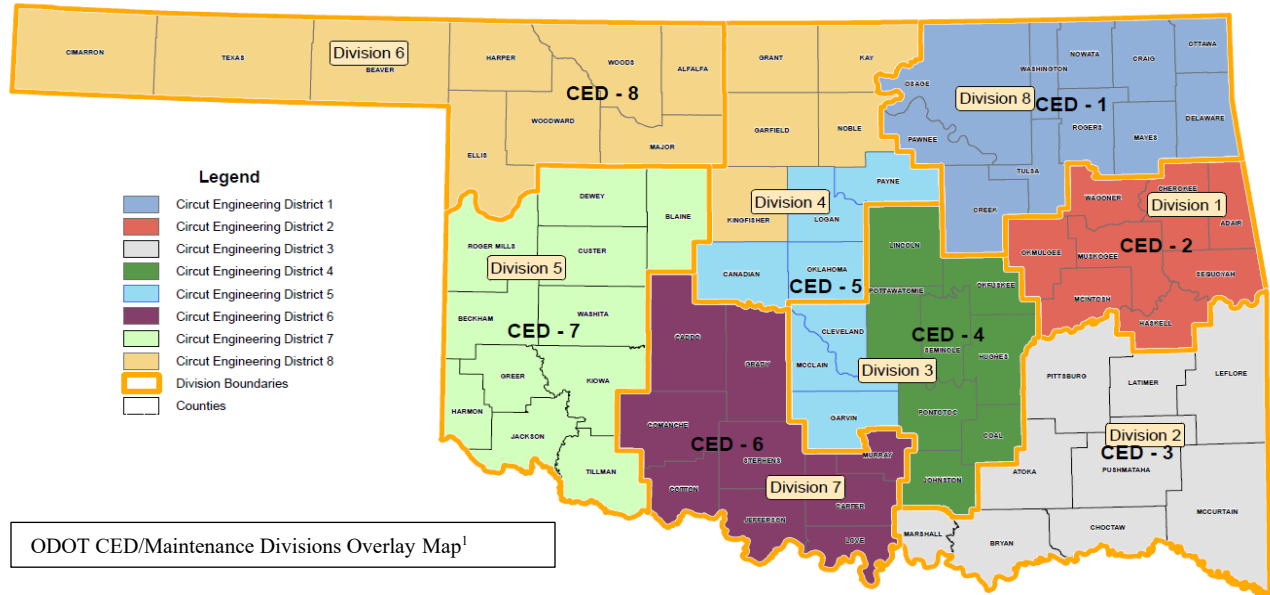 CIMARRON
TEXAS
Division 6
BEAVER
HARPER
WOODS
ALFALFA
CED - 8
WOODWARD
ELLIS
MAJOR
GRANT
KAY
GARFIELD
NOBLE
KINGFISHER
Division 4
PAYNE
LOGAN
CANADIAN
OKLAHOMA
CED - 5
CLEVELAND
MCCLAIN
GARVIN
OSAGE
WASHINGTON
NOWATA
CRAIG
OTTAWA
Division 8
CED - 1
PAWNEE
ROGERS
MAYES
DELAWARE
TULSA
CREEK
WAGONER
CHEROKEE
Division 1
ADAIR
OKMULGEE
MUSKOGEE
CED - 2
SEQUOYAH
MCINTOSH
HASKELL
LINCOLN
POTTAWATOMIE
OKFUSKEE
CED - 4
SEMINOLE
HUGHES
Division 3
PONTOTOC
COAL
JOHNSTON
PITTSBURG
LATIMER
LEFLORE
Division 2
CED - 3
PUSHMATAHA
ATOKA
MCCURTAIN
CHOCTAW
BRYAN
MARSHALL
DEWEY
BLAINE
ROGER MILLS
CUSTER
Division 5
BECKHAM
WASHITA
CED - 7
GREER
KIOWA
HARMON
JACKSON
TILLMAN
CADDO
GRADY
COMANCHE
CED - 6
STEPHENS
MURRAY
COTTON
Division 7
CARTER
JEFFERSON
LOVE
Legend
Circut Engineering District 1
Circut Engineering District 2
Circut Engineering District 3
Circut Engineering District 4
Circut Engineering District 5
Circut Engineering District 6
Circut Engineering District 7
Circut Engineering District 8
Division Boundaries
Counties
ODOT CED/Maintenance Divisions Overlay Map¹